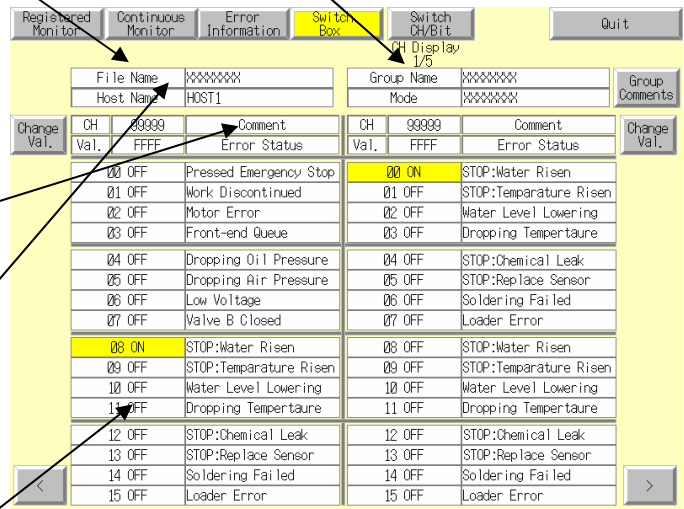 Registered Monitor
Continuous Monitor
Error Information
Switch Box
Switch CH/Bit
Quit
CH Display
1/5
File Name XXXXXXX
Host Name HOST1
Group Name XXXXXXX
Mode XXXXXXX
Group Comments
Change Val.
CH 99999 Comment
Val. FFFF Error Status
CH 99999 Comment
Val. FFFF Error Status
Change Val.
00 OFF Pressed Emergency Stop
01 OFF Work Discontinued
02 OFF Motor Error
03 OFF Front-end Queue
04 OFF Dropping Oil Pressure
05 OFF Dropping Air Pressure
06 OFF Low Voltage
07 OFF Valve B Closed
08 ON STOP:Water Risen
09 OFF STOP:Temparature Risen
10 OFF Water Level Lowering
11 OFF Dropping Tempertaure
12 OFF STOP:Chemical Leak
13 OFF STOP:Replace Sensor
14 OFF Soldering Failed
15 OFF Loader Error
00 ON STOP:Water Risen
01 OFF STOP:Temparature Risen
02 OFF Water Level Lowering
03 OFF Dropping Tempertaure
04 OFF STOP:Chemical Leak
05 OFF STOP:Replace Sensor
06 OFF Soldering Failed
07 OFF Loader Error
08 OFF STOP:Water Risen
09 OFF STOP:Temparature Risen
10 OFF Water Level Lowering
11 OFF Dropping Tempertaure
12 OFF STOP:Chemical Leak
13 OFF STOP:Replace Sensor
14 OFF Soldering Failed
15 OFF Loader Error
<
>